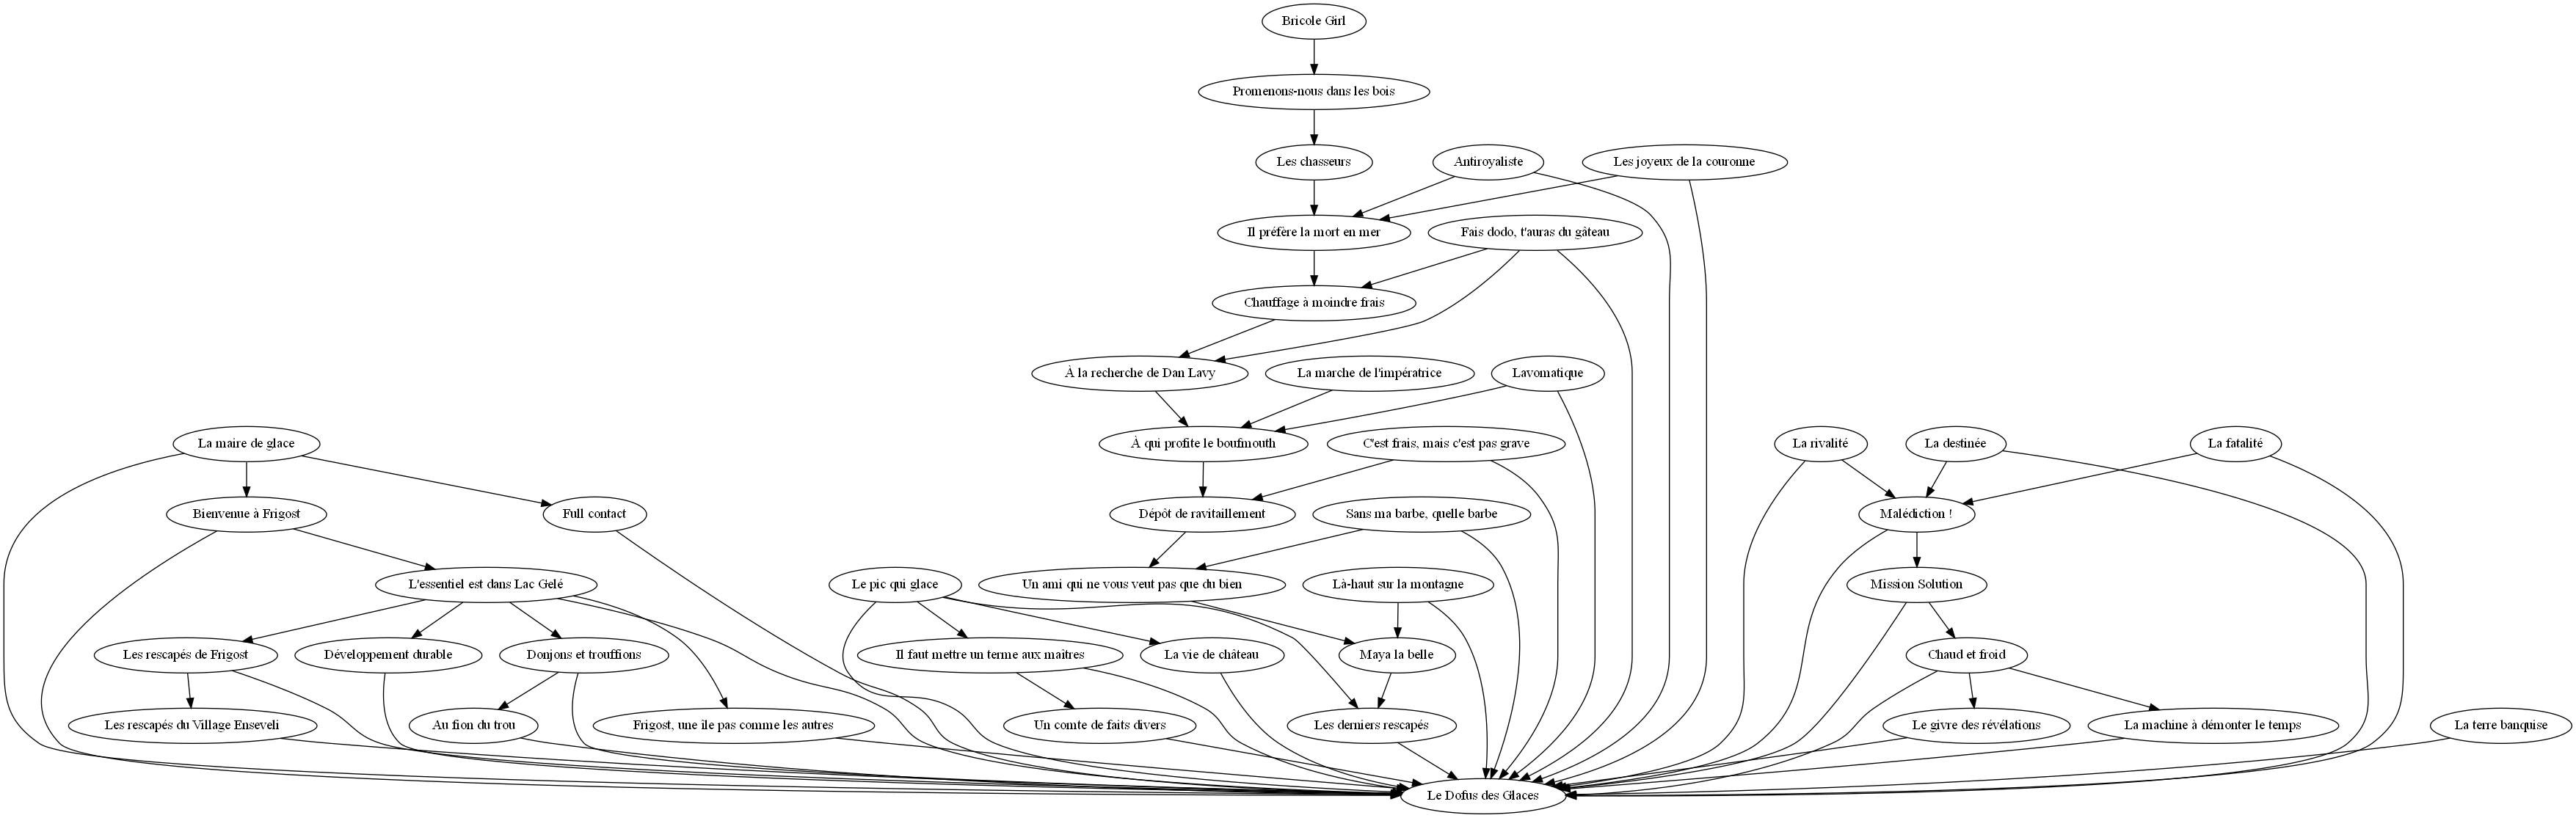 Bricole Girl
Promenons-nous dans les bois
Les chasseurs
Antiroyaliste
Les joyeux de la couronne
Il préfère la mort en mer
Fais dodo, t'auras du gâteau
Chauffage à moindre frais
À la recherche de Dan Lavy
La marche de l'impératrice
Lavomatique
La maire de glace
À qui profite le boufmouth
C'est frais, mais c'est pas grave
La rivalité
La destinée
La fatalité
Bienvenue à Frigost
Full contact
Dépôt de ravitaillement
Sans ma barbe, quelle barbe
Malédiction !
L'essentiel est dans Lac Gelé
Le pic qui glace
Un ami qui ne vous veut pas que du bien
Là-haut sur la montagne
Mission Solution
Les rescapés de Frigost
Développement durable
Donjons et trouffions
Il faut mettre un terme aux maîtres
La vie de château
Maya la belle
Chaud et froid
Les rescapés du Village Enseveli
Au fion du trou
Frigost, une île pas comme les autres
Un comte de faits divers
Les derniers rescapés
Le givre des révélations
La machine à démonter le temps
La terre banquise
Le Dofus des Glaces